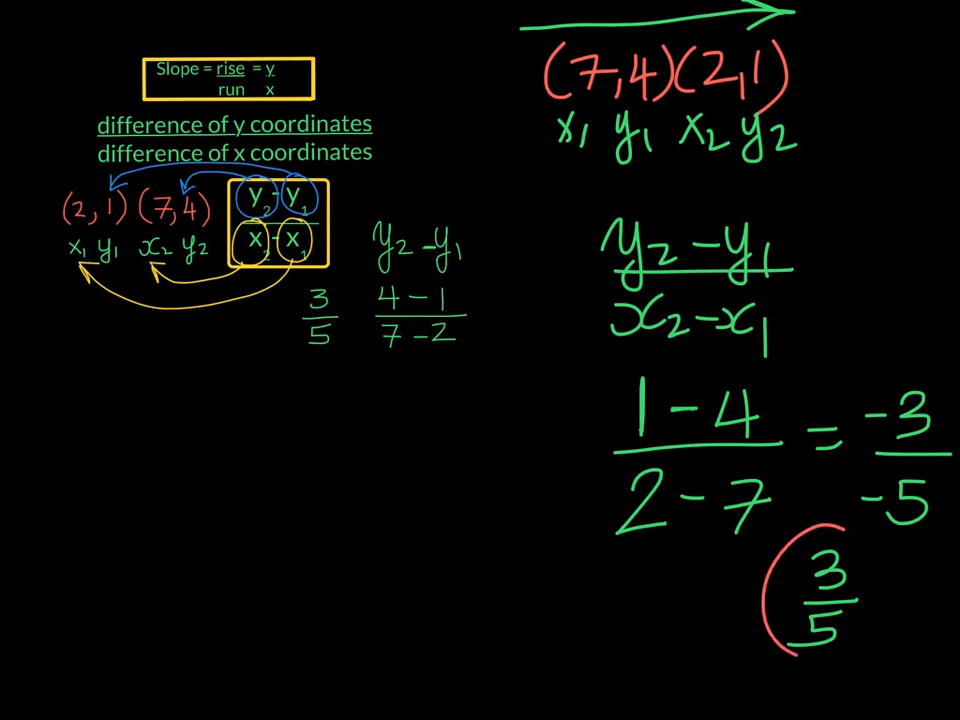 Slope = rise = y
run x
difference of y coordinates
difference of x coordinates
(2, 1) (7, 4)
x₁ y₁ x₂ y₂
y₂ - y₁
x₂ - x₁
y₂ - y₁
3
5
4 - 1
7 - 2
(7,4)(2,1)
x₁ y₁ x₂ y₂
y₂ - y₁
x₂ - x₁
1 - 4 = -3
2 - 7 -5
3
5